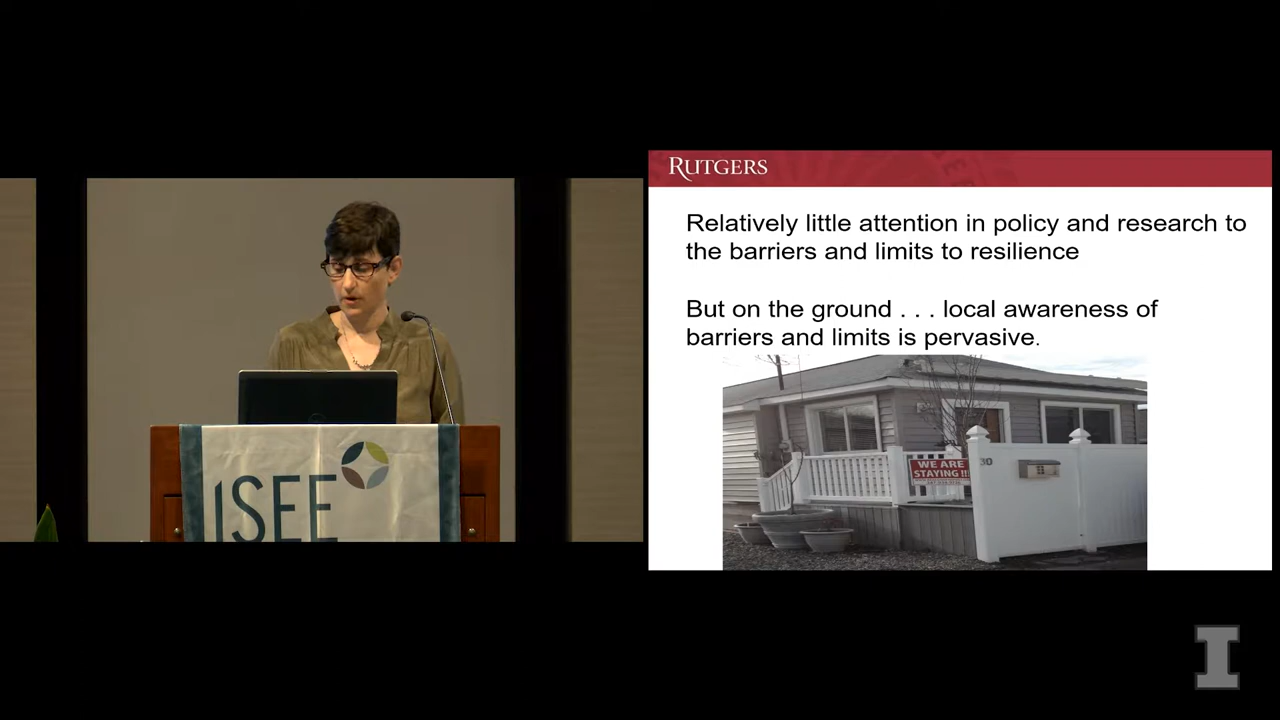 RUTGERS
Relatively little attention in policy and research to
the barriers and limits to resilience
But on the ground . . . local awareness of
barriers and limits is pervasive.
WE ARE
STAYING !!!
30
ISEE
I